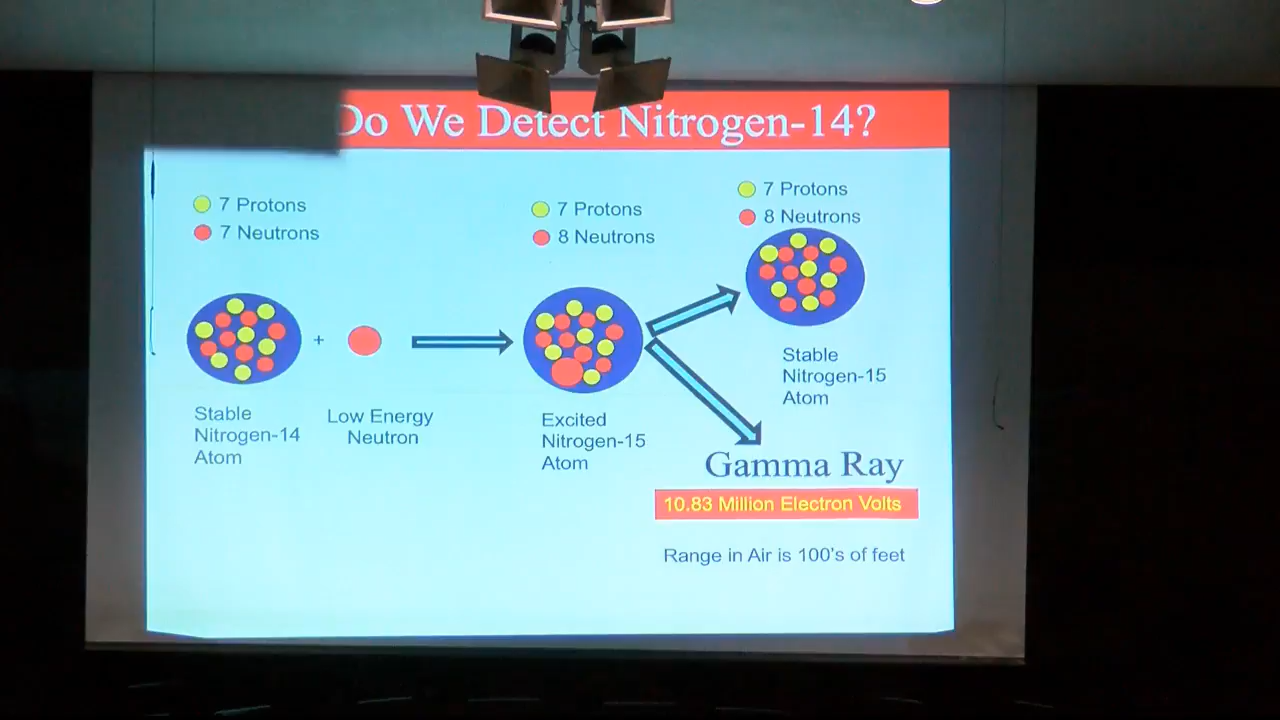 Do We Detect Nitrogen-14?
7 Protons
7 Neutrons
7 Protons
8 Neutrons
7 Protons
8 Neutrons
+
Stable
Nitrogen-14
Atom
Low Energy
Neutron
Excited
Nitrogen-15
Atom
Stable
Nitrogen-15
Atom
Gamma Ray
10.83 Million Electron Volts
Range in Air is 100's of feet